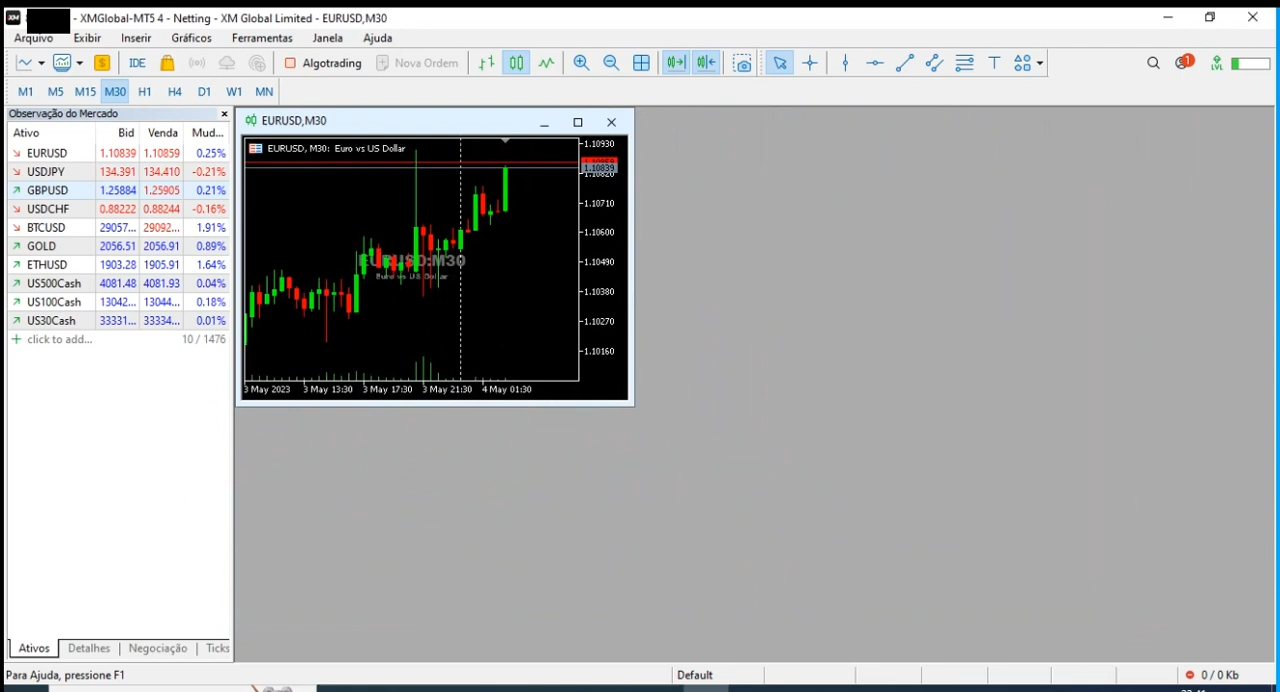 XM - XMGlobal-MT5 4 - Netting - XM Global Limited - EURUSD,M30
Arquivo Exibir Inserir Gráficos Ferramentas Janela Ajuda
IDE Algotrading Nova Ordem 1 LVL
M1 M5 M15 M30 H1 H4 D1 W1 MN
Observação do Mercado
Ativo Bid Venda Mud...
EURUSD 1.10839 1.10859 0.25%
USDJPY 134.391 134.410 -0.21%
GBPUSD 1.25884 1.25905 0.21%
USDCHF 0.88222 0.88244 -0.16%
BTCUSD 29057... 29092... 1.91%
GOLD 2056.51 2056.91 0.89%
ETHUSD 1903.28 1905.91 1.64%
US500Cash 4081.48 4081.93 0.04%
US100Cash 13042... 13044... 0.18%
US30Cash 33331... 33334... 0.01%
click to add... 10 / 1476
EURUSD,M30
EURUSD, M30: Euro vs US Dollar
1.10930
1.10859
1.10839
1.10820
1.10710
1.10600
1.10490
1.10380
1.10270
1.10160
EURUSD:M30
Euro vs US Dollar
3 May 2023 3 May 13:30 3 May 17:30 3 May 21:30 4 May 01:30
Ativos Detalhes Negociação Ticks
Para Ajuda, pressione F1 Default 0 / 0 Kb